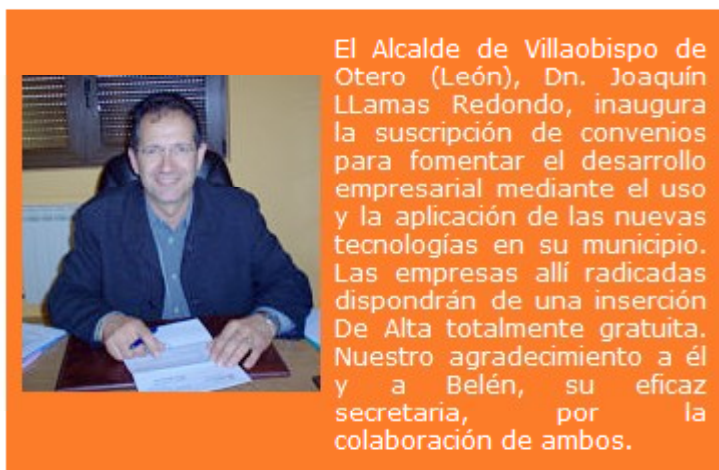 El Alcalde de Villaobispo de
Otero (León), Dn. Joaquín
LLamas Redondo, inaugura
la suscripción de convenios
para fomentar el desarrollo
empresarial mediante el uso
y la aplicación de las nuevas
tecnologías en su municipio.
Las empresas allí radicadas
dispondrán de una inserción
De Alta totalmente gratuita.
Nuestro agradecimiento a él
y a Belén, su eficaz
secretaria, por la
colaboración de ambos.